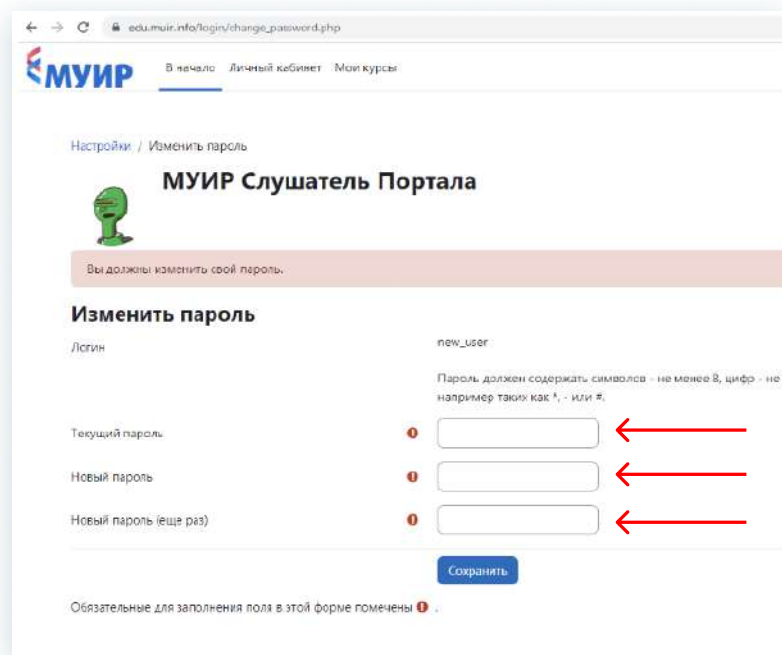 edu.muir.info/login/change_password.php
МУИР
В начало Личный кабинет Мои курсы
Настройки / Изменить пароль
МУИР Слушатель Портала
Вы должны изменить свой пароль.
Изменить пароль
Логин new_user
Пароль должен содержать символов - не менее 8, цифр - не
например таких как *, - или #.
Текущий пароль
Новый пароль
Новый пароль (еще раз)
Сохранить
Обязательные для заполнения поля в этой форме помечены .